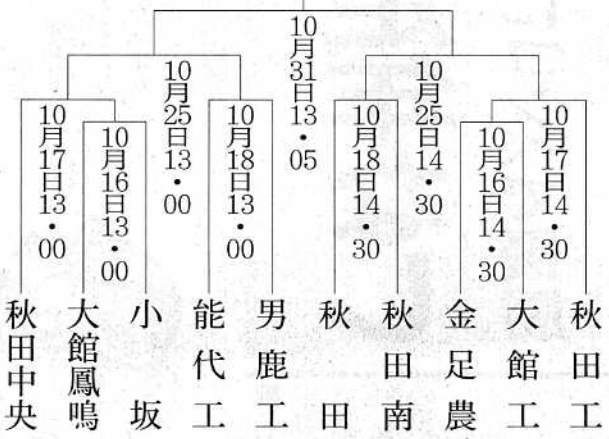 10月31日13・05
10月25日13・00
10月25日14・30
10月17日13・00
10月16日13・00
10月18日13・00
10月18日14・30
10月16日14・30
10月17日14・30
秋田中央
大館鳳鳴
小坂
能代工
男鹿工
秋田
秋田南
金足農
大館工
秋田工